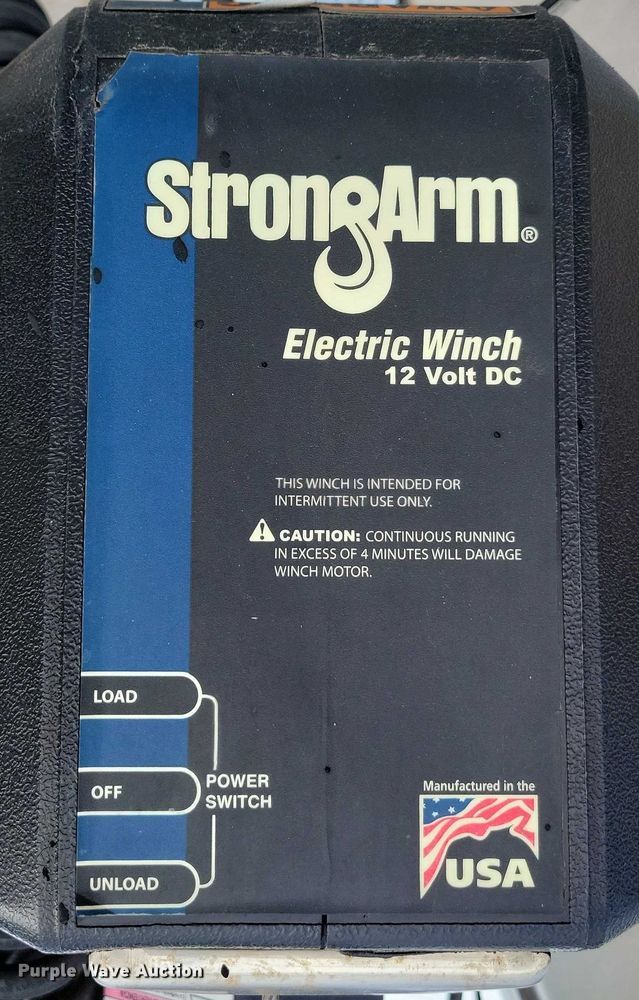 StrongArm®
Electric Winch
12 Volt DC
THIS WINCH IS INTENDED FOR
INTERMITTENT USE ONLY.
CAUTION: CONTINUOUS RUNNING
IN EXCESS OF 4 MINUTES WILL DAMAGE
WINCH MOTOR.
LOAD
OFF
POWER
SWITCH
UNLOAD
Manufactured in the
USA
Purple Wave Auction